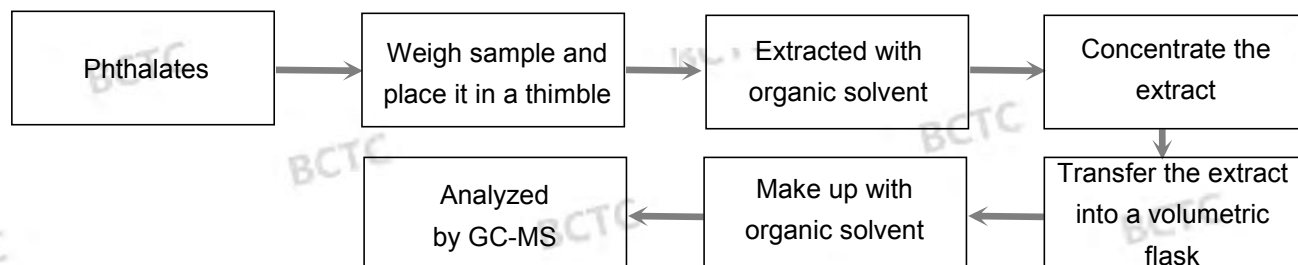 Phthalates
Weigh sample and
place it in a thimble
Extracted with
organic solvent
Concentrate the
extract
Transfer the extract
into a volumetric
flask
Make up with
organic solvent
Analyzed
by GC-MS
BCTC
BCTC
BCTC
BCTC
BCTC